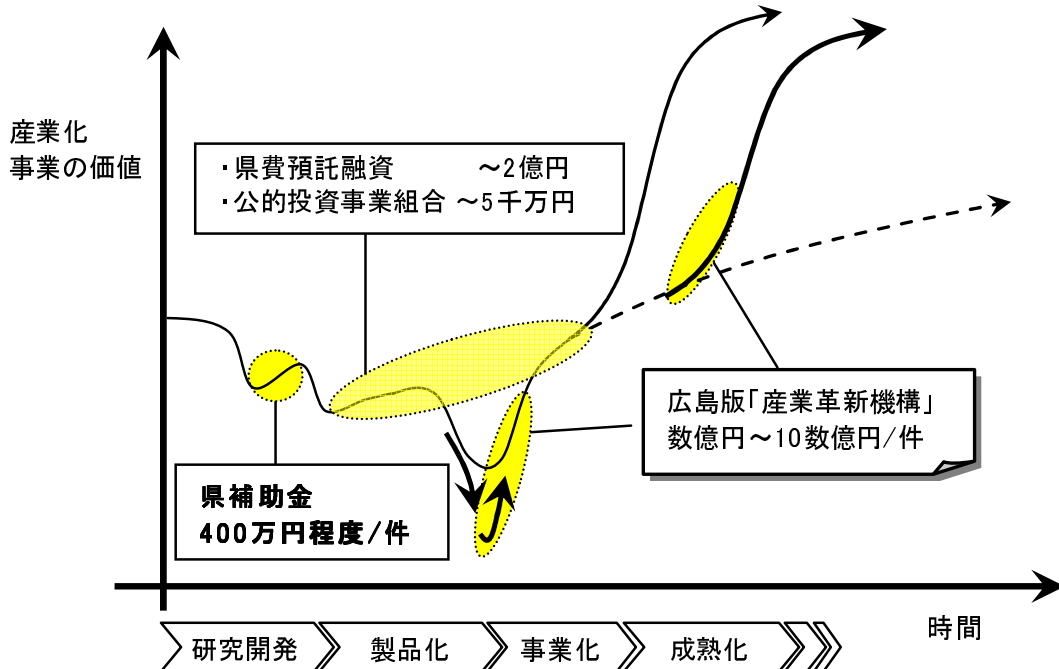 産業化
事業の価値
・県費預託融資 ～2億円
・公的投資事業組合 ～5千万円
広島版「産業革新機構」
数億円～10数億円/件
県補助金
400万円程度/件
時間
研究開発
製品化
事業化
成熟化